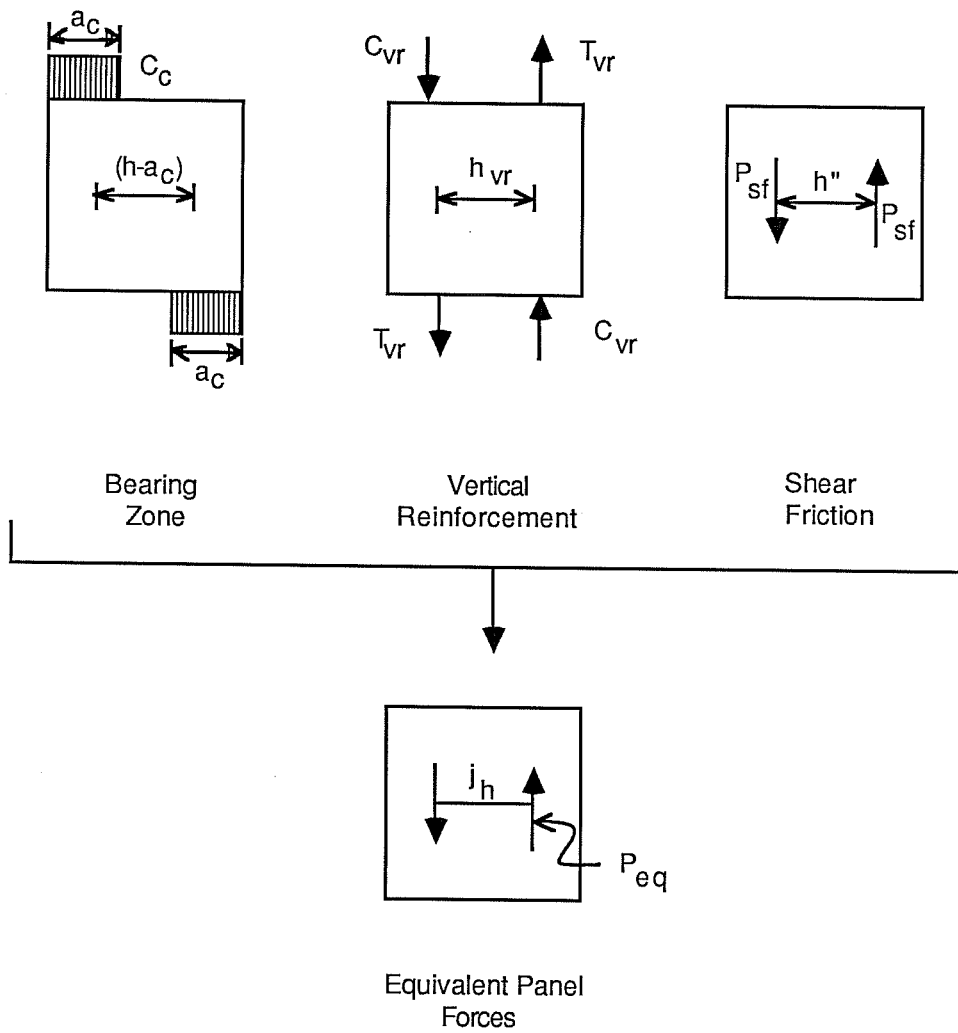 a_c
C_c
(h-a_c)
a_c
Bearing
Zone
C_vr
T_vr
h_vr
T_vr
C_vr
Vertical
Reinforcement
P_sf
h"
P_sf
Shear
Friction
j_h
P_eq
Equivalent Panel
Forces